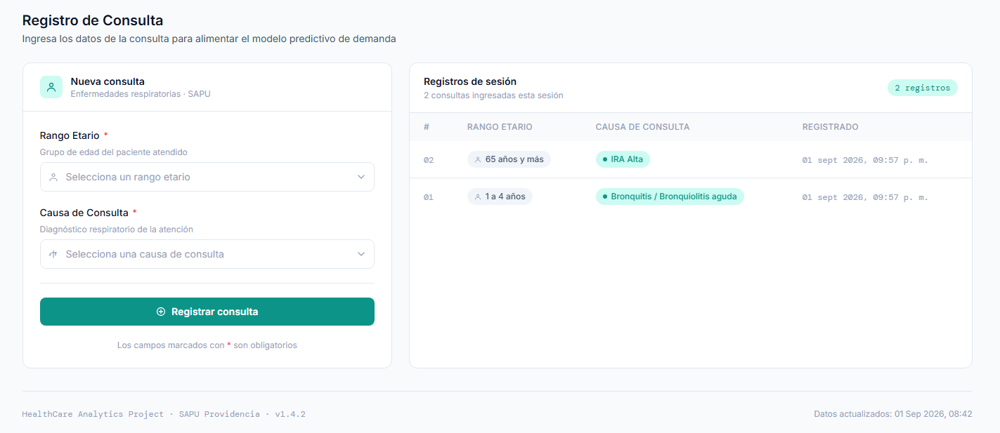 Registro de Consulta
Ingresa los datos de la consulta para alimentar el modelo predictivo de demanda
Nueva consulta
Enfermedades respiratorias · SAPU
Rango Etario *
Grupo de edad del paciente atendido
Selecciona un rango etario
Causa de Consulta *
Diagnóstico respiratorio de la atención
Selecciona una causa de consulta
Registrar consulta
Los campos marcados con * son obligatorios
Registros de sesión
2 consultas ingresadas esta sesión
2 registros
# RANGO ETARIO CAUSA DE CONSULTA REGISTRADO
02 65 años y más IRA Alta 01 sept 2026, 09:57 p. m.
01 1 a 4 años Bronquitis / Bronquiolitis aguda 01 sept 2026, 09:57 p. m.
HealthCare Analytics Project · SAPU Providencia · v1.4.2
Datos actualizados: 01 Sep 2026, 08:42